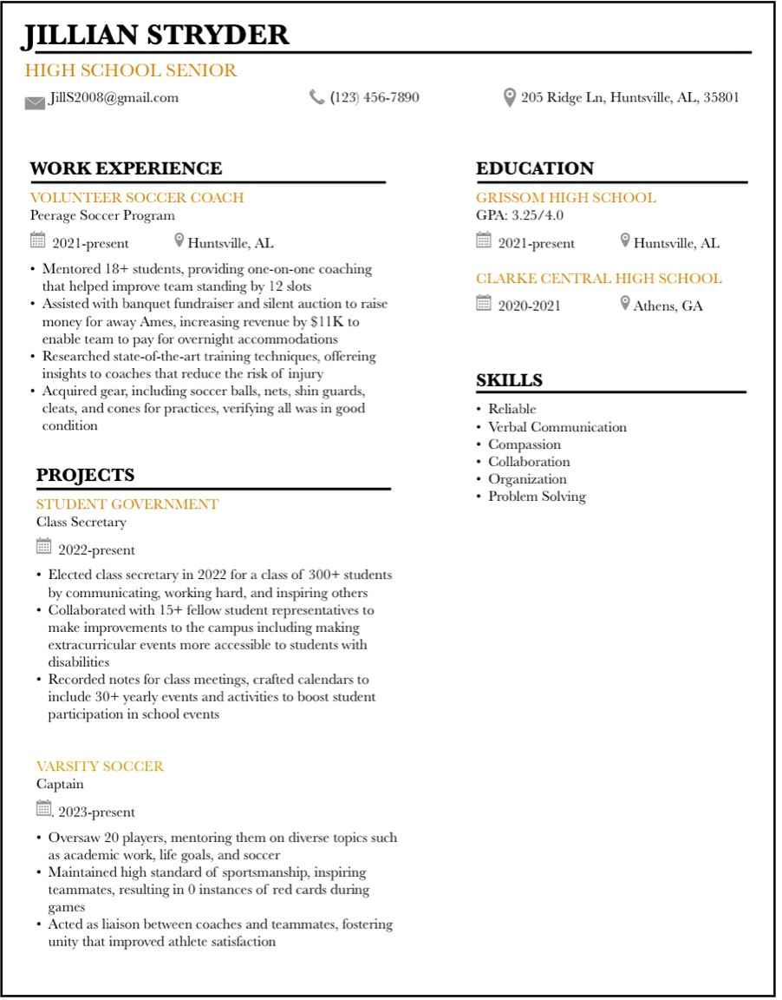 JILLIAN STRYDER
HIGH SCHOOL SENIOR
JillS2008@gmail.com
(123) 456-7890
205 Ridge Ln, Huntsville, AL, 35801
WORK EXPERIENCE
VOLUNTEER SOCCER COACH
Peerage Soccer Program
2021-present
Huntsville, AL
• Mentored 18+ students, providing one-on-one coaching
that helped improve team standing by 12 slots
• Assisted with banquet fundraiser and silent auction to raise
money for away Ames, increasing revenue by $11K to
enable team to pay for overnight accommodations
• Researched state-of-the-art training techniques, offereing
insights to coaches that reduce the risk of injury
• Acquired gear, including soccer balls, nets, shin guards,
cleats, and cones for practices, verifying all was in good
condition
PROJECTS
STUDENT GOVERNMENT
Class Secretary
2022-present
• Elected class secretary in 2022 for a class of 300+ students
by communicating, working hard, and inspiring others
• Collaborated with 15+ fellow student representatives to
make improvements to the campus including making
extracurricular events more accessible to students with
disabilities
• Recorded notes for class meetings, crafted calendars to
include 30+ yearly events and activities to boost student
participation in school events
VARSITY SOCCER
Captain
. 2023-present
• Oversaw 20 players, mentoring them on diverse topics such
as academic work, life goals, and soccer
• Maintained high standard of sportsmanship, inspiring
teammates, resulting in 0 instances of red cards during
games
• Acted as liaison between coaches and teammates, fostering
unity that improved athlete satisfaction
EDUCATION
GRISSOM HIGH SCHOOL
GPA: 3.25/4.0
2021-present
Huntsville, AL
CLARKE CENTRAL HIGH SCHOOL
2020-2021
Athens, GA
SKILLS
• Reliable
• Verbal Communication
• Compassion
• Collaboration
• Organization
• Problem Solving